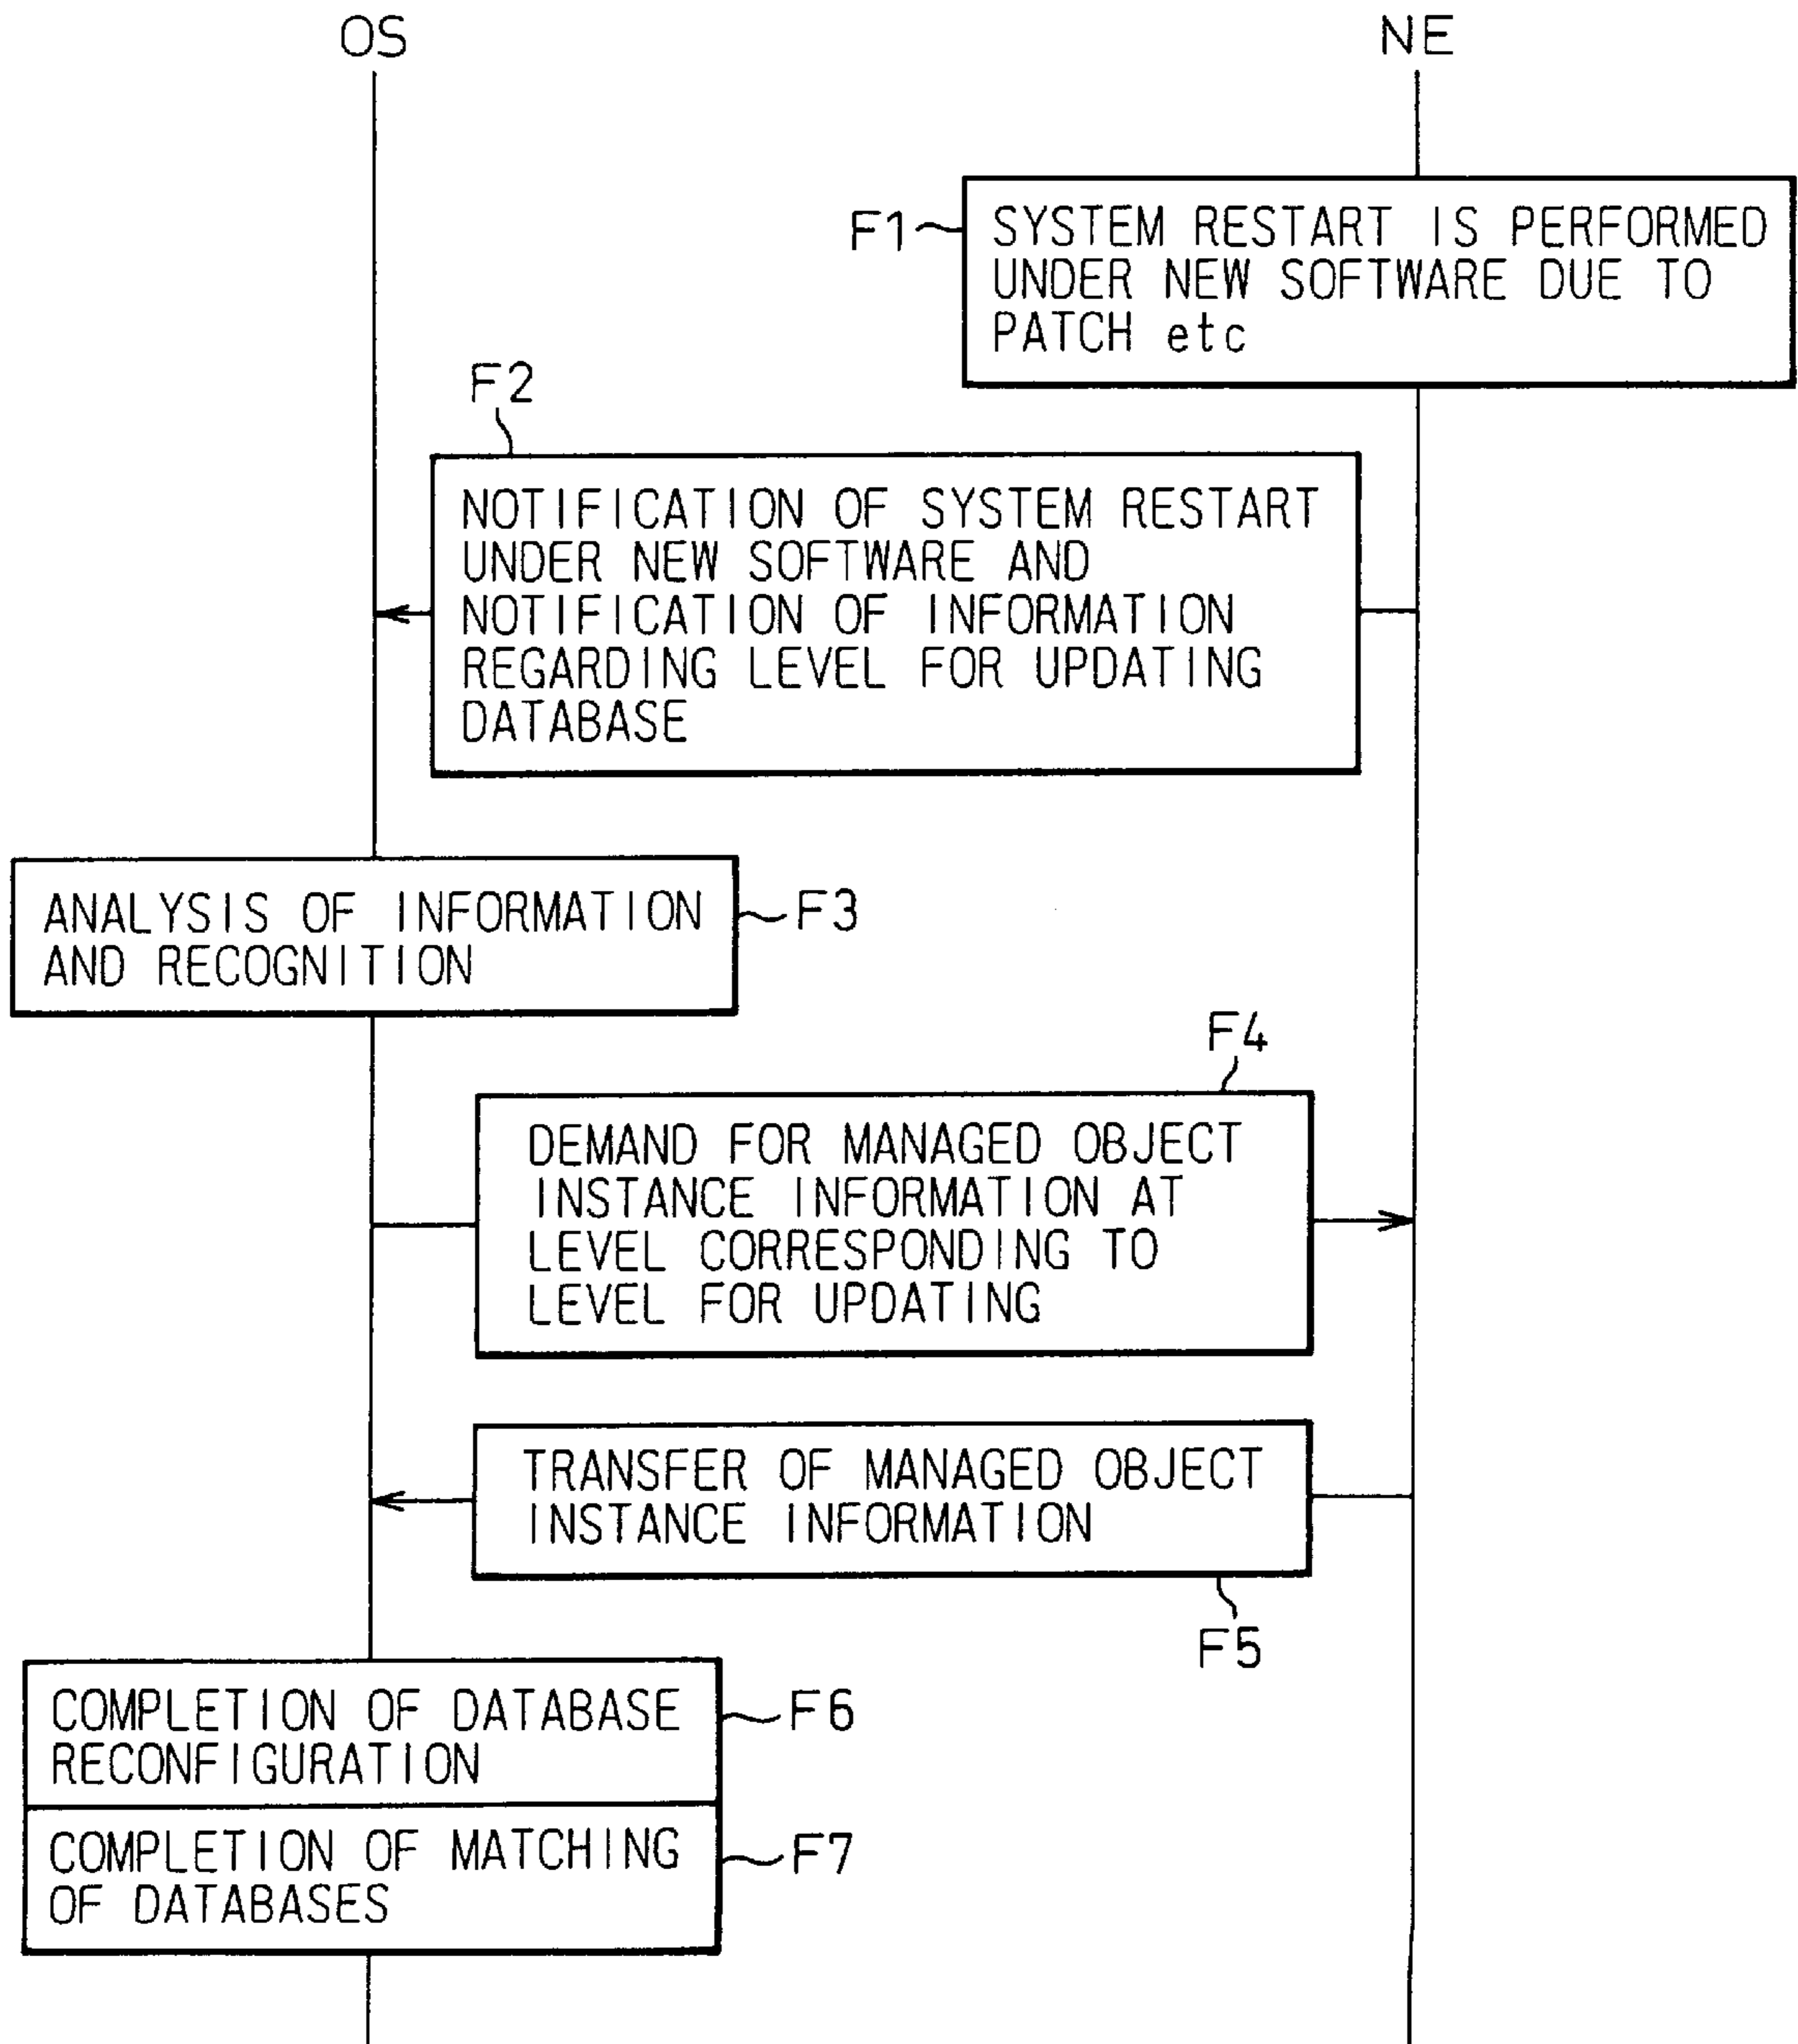 OS
NE
F1
SYSTEM RESTART IS PERFORMED
UNDER NEW SOFTWARE DUE TO
PATCH etc
F2
NOTIFICATION OF SYSTEM RESTART
UNDER NEW SOFTWARE AND
NOTIFICATION OF INFORMATION
REGARDING LEVEL FOR UPDATING
DATABASE
ANALYSIS OF INFORMATION
AND RECOGNITION
F3
F4
DEMAND FOR MANAGED OBJECT
INSTANCE INFORMATION AT
LEVEL CORRESPONDING TO
LEVEL FOR UPDATING
TRANSFER OF MANAGED OBJECT
INSTANCE INFORMATION
F5
COMPLETION OF DATABASE
RECONFIGURATION
F6
COMPLETION OF MATCHING
OF DATABASES
F7